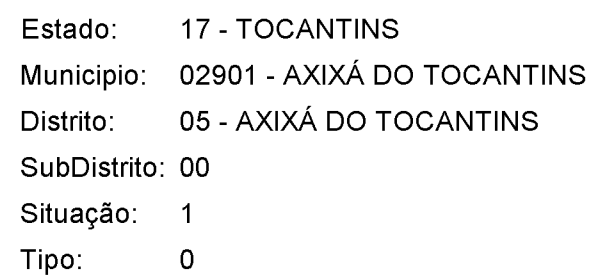 Estado: 17 - TOCANTINS
Municipio: 02901 - AXIXÁ DO TOCANTINS
Distrito: 05 - AXIXÁ DO TOCANTINS
SubDistrito: 00
Situação: 1
Tipo: 0